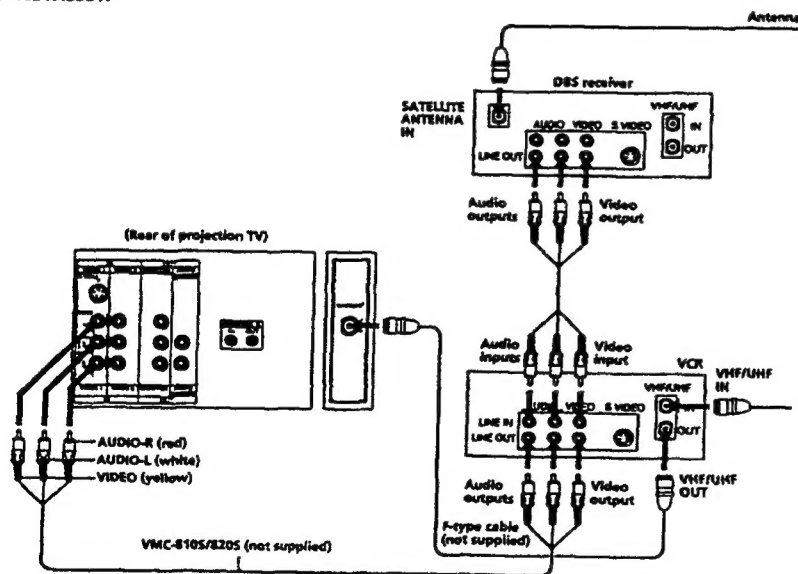 Antenna
DBS receiver
SATELLITE
ANTENNA
IN
AUDIO VIDEO S VIDEO
VHF/UHF
IN
OUT
LINE OUT
Audio
outputs
Video
output
(Rear of projection TV)
Audio
inputs
Video
input
VCR
VHF/UHF
IN
VHF/UHF
AUDIO VIDEO S VIDEO
LINE IN
LINE OUT
IN
OUT
AUDIO-R (red)
AUDIO-L (white)
VIDEO (yellow)
Audio
outputs
Video
output
VHF/UHF
OUT
F-type cable
(not supplied)
VMC-810S/820S (not supplied)